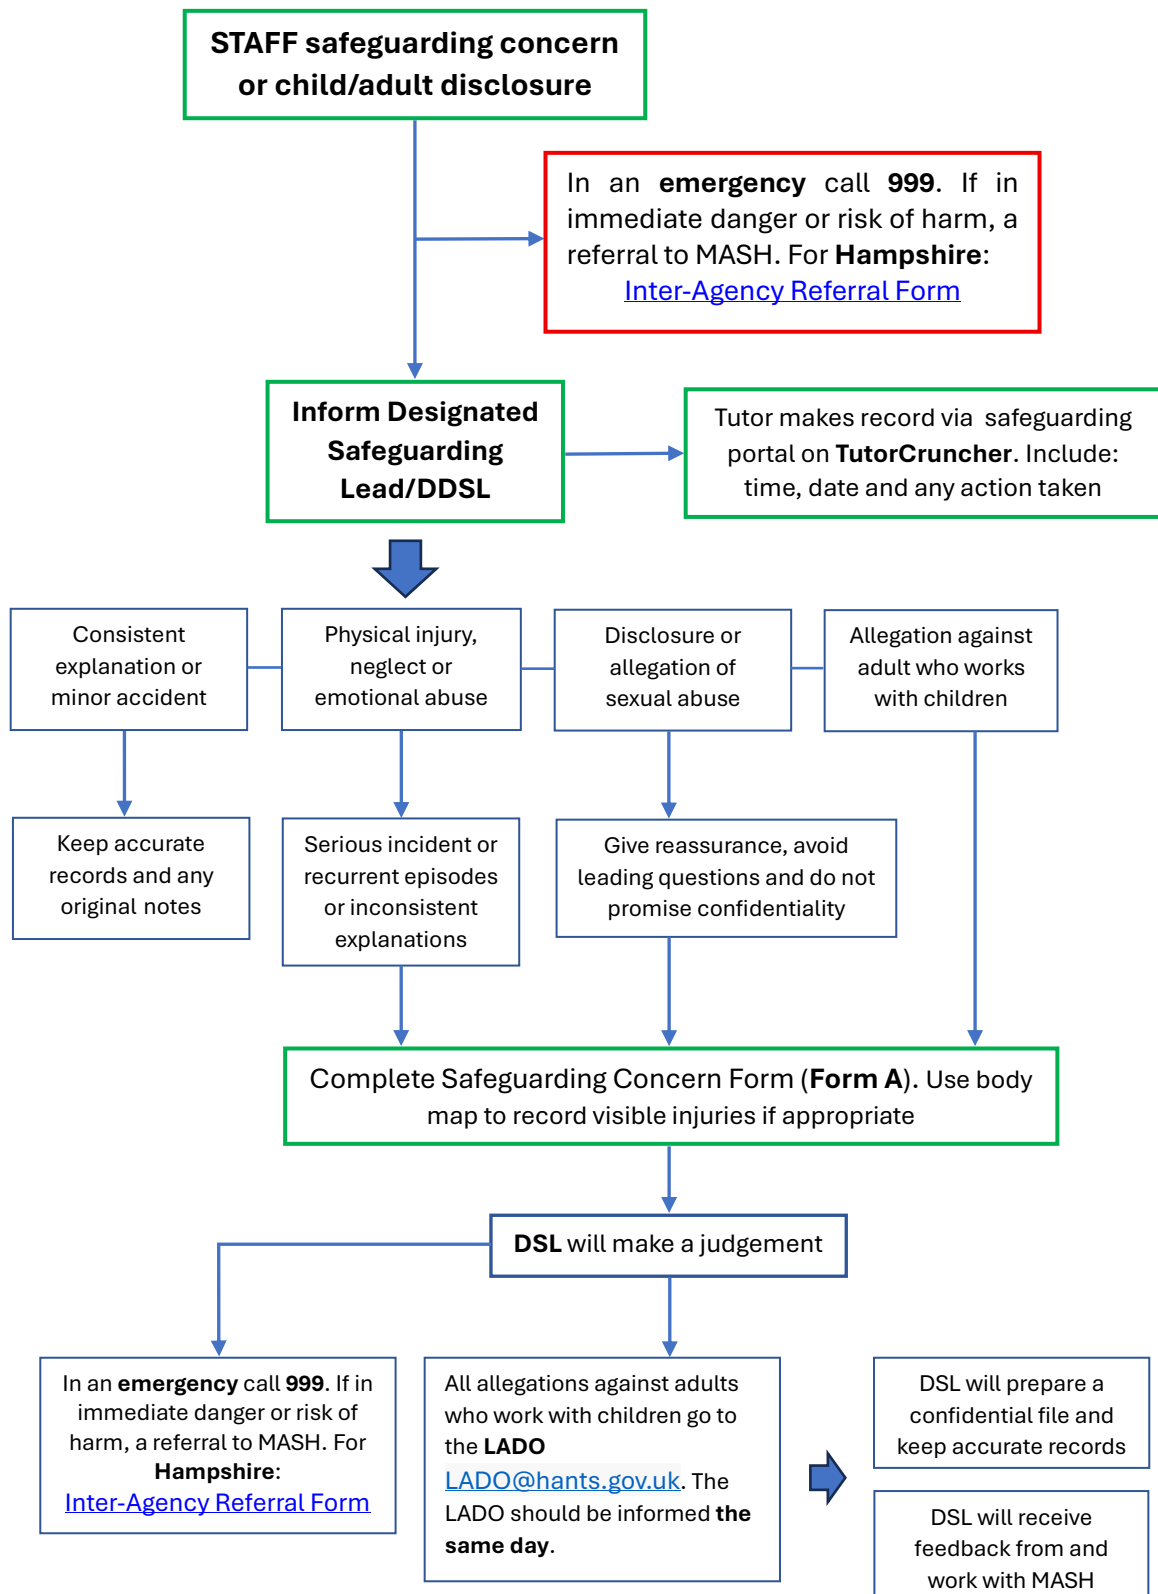 STAFF safeguarding concern
or child/adult disclosure
In an emergency call 999. If in
immediate danger or risk of harm, a
referral to MASH. For Hampshire:
Inter-Agency Referral Form
Inform Designated
Safeguarding
Lead/DDSL
Tutor makes record via safeguarding
portal on TutorCruncher. Include:
time, date and any action taken
Consistent
explanation or
minor accident
Physical injury,
neglect or
emotional abuse
Disclosure or
allegation of
sexual abuse
Allegation against
adult who works
with children
Keep accurate
records and any
original notes
Serious incident or
recurrent episodes
or inconsistent
explanations
Give reassurance, avoid
leading questions and do not
promise confidentiality
Complete Safeguarding Concern Form (Form A). Use body
map to record visible injuries if appropriate
DSL will make a judgement
In an emergency call 999. If in
immediate danger or risk of
harm, a referral to MASH. For
Hampshire:
Inter-Agency Referral Form
All allegations against adults
who work with children go to
the LADO
LADO@hants.gov.uk. The
LADO should be informed the
same day.
DSL will prepare a
confidential file and
keep accurate records
DSL will receive
feedback from and
work with MASH